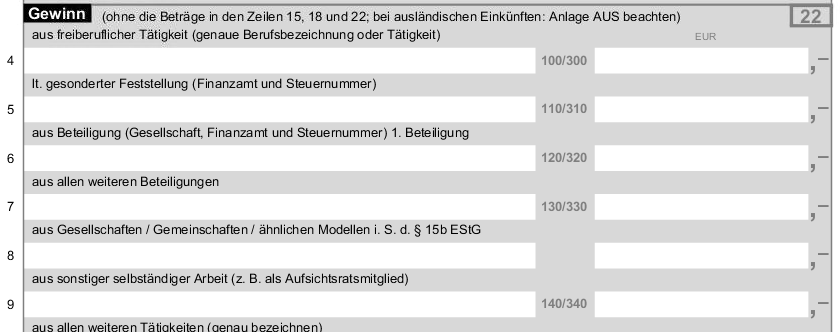 Gewinn (ohne die Beträge in den Zeilen 15, 18 und 22; bei ausländischen Einkünften: Anlage AUS beachten) 22
aus freiberuflicher Tätigkeit (genaue Berufsbezeichnung oder Tätigkeit) EUR
4 100/300 ,–
lt. gesonderter Feststellung (Finanzamt und Steuernummer)
5 110/310 ,–
aus Beteiligung (Gesellschaft, Finanzamt und Steuernummer) 1. Beteiligung
6 120/320 ,–
aus allen weiteren Beteiligungen
7 130/330 ,–
aus Gesellschaften / Gemeinschaften / ähnlichen Modellen i. S. d. § 15b EStG
8 ,–
aus sonstiger selbständiger Arbeit (z. B. als Aufsichtsratsmitglied)
9 140/340 ,–
aus allen weiteren Tätigkeiten (genau bezeichnen)